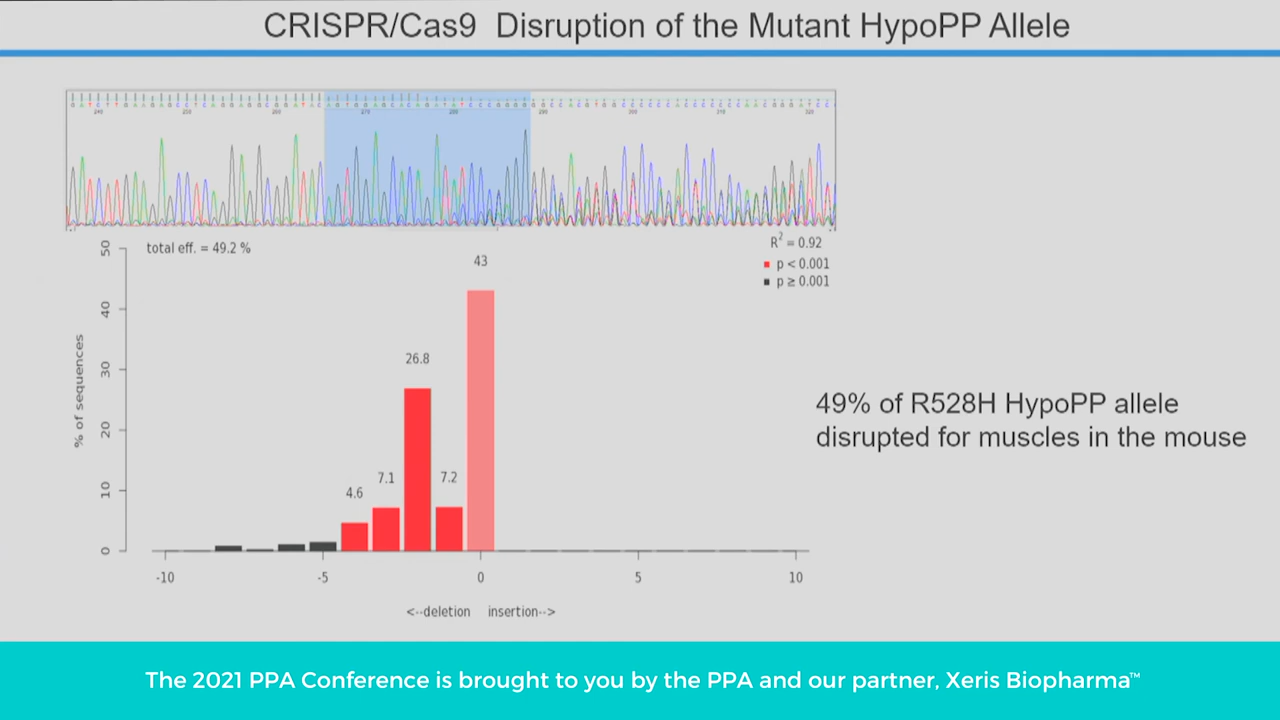 CRISPR/Cas9 Disruption of the Mutant HypoPP Allele
total eff. = 49.2 %
R² = 0.92
p < 0.001
p ≥ 0.001
% of sequences
50
40
30
20
10
0
4.6
7.1
26.8
7.2
43
-10
-5
0
5
10
<--deletion insertion-->
49% of R528H HypoPP allele
disrupted for muscles in the mouse
The 2021 PPA Conference is brought to you by the PPA and our partner, Xeris Biopharma™